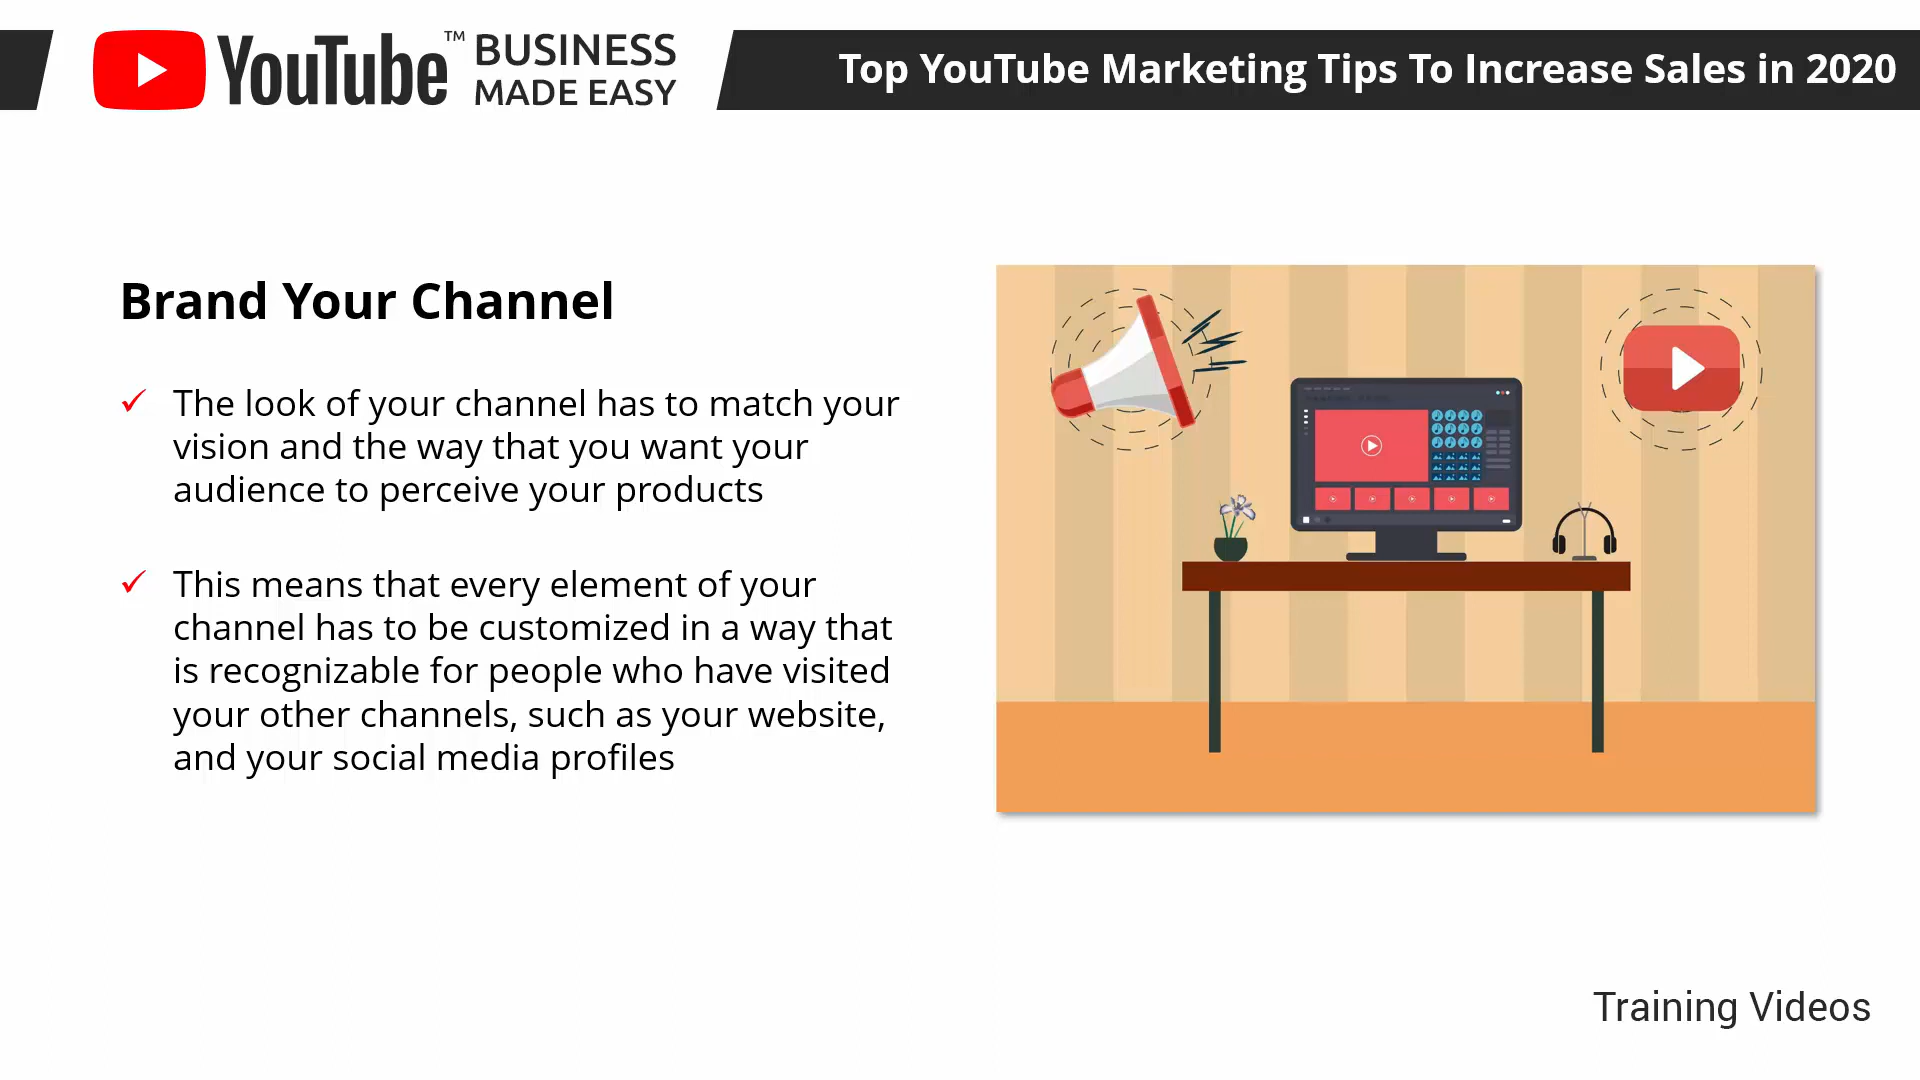 YouTube™ BUSINESS
MADE EASY
Top YouTube Marketing Tips To Increase Sales in 2020
Brand Your Channel
The look of your channel has to match your
vision and the way that you want your
audience to perceive your products
This means that every element of your
channel has to be customized in a way that
is recognizable for people who have visited
your other channels, such as your website,
and your social media profiles
Training Videos